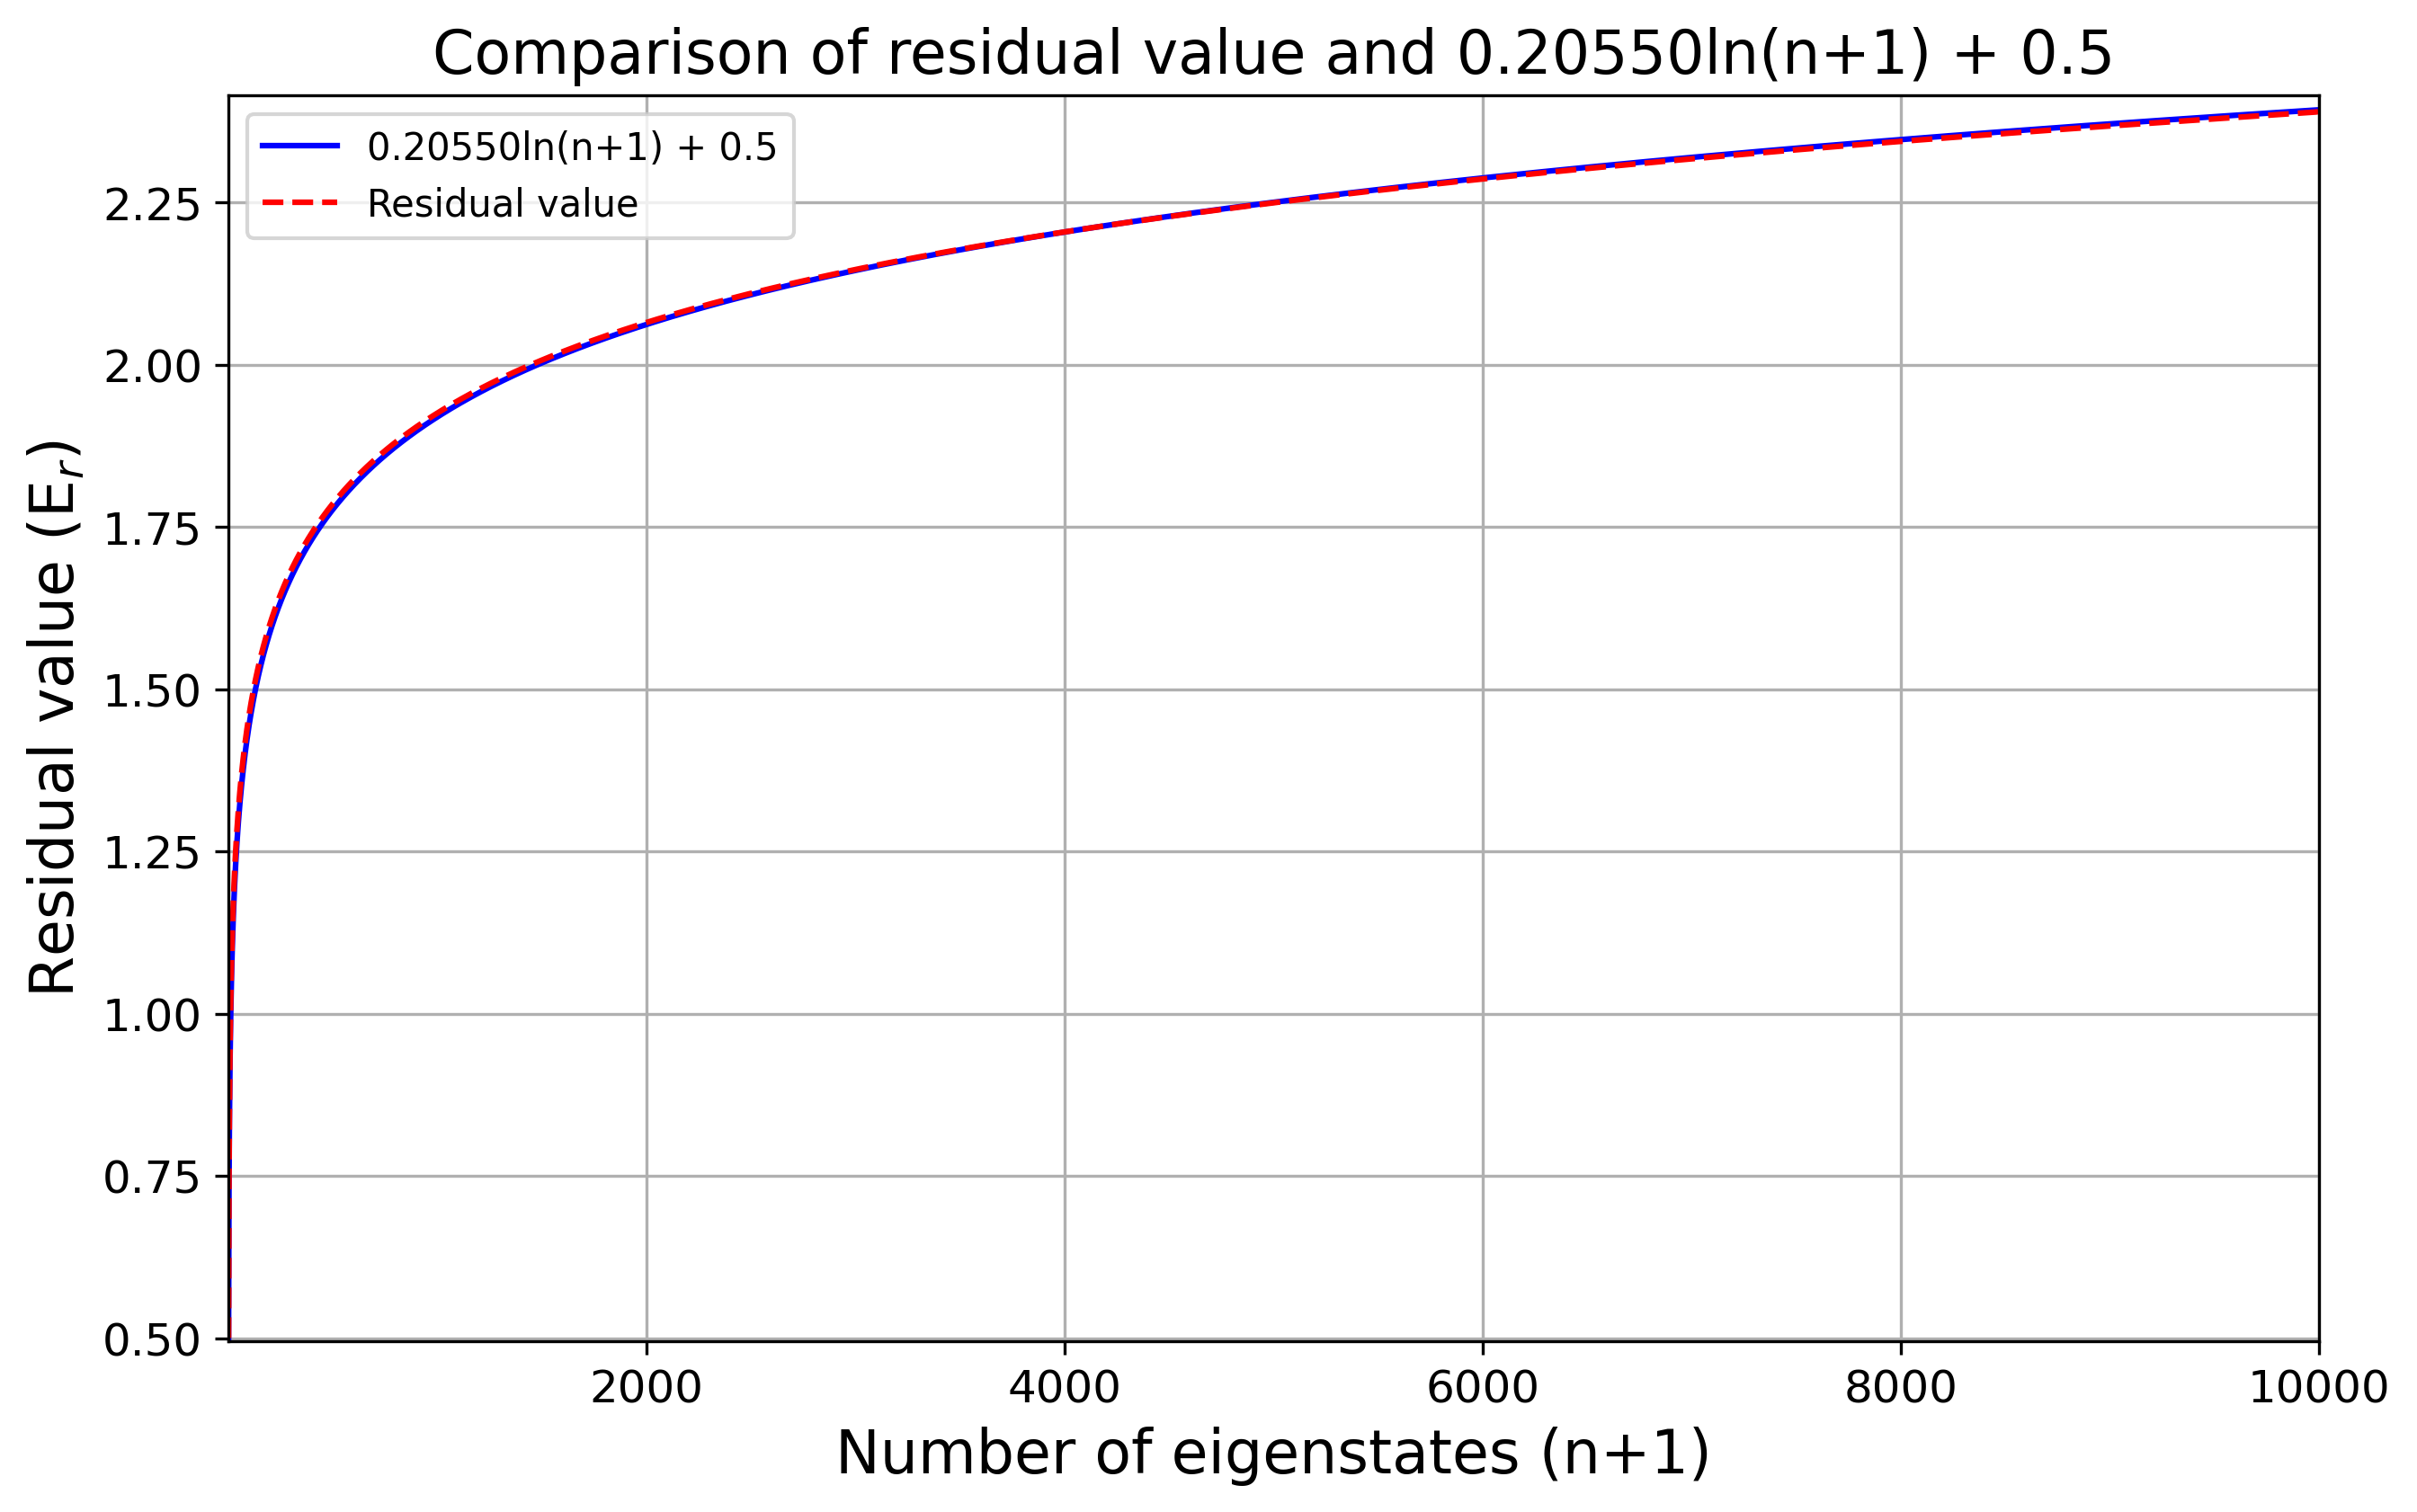 Comparison of residual value and 0.20550ln(n+1) + 0.5
0.20550ln(n+1) + 0.5
Residual value
Residual value (E_r)
2.25
2.00
1.75
1.50
1.25
1.00
0.75
0.50
2000 4000 6000 8000 10000
Number of eigenstates (n+1)